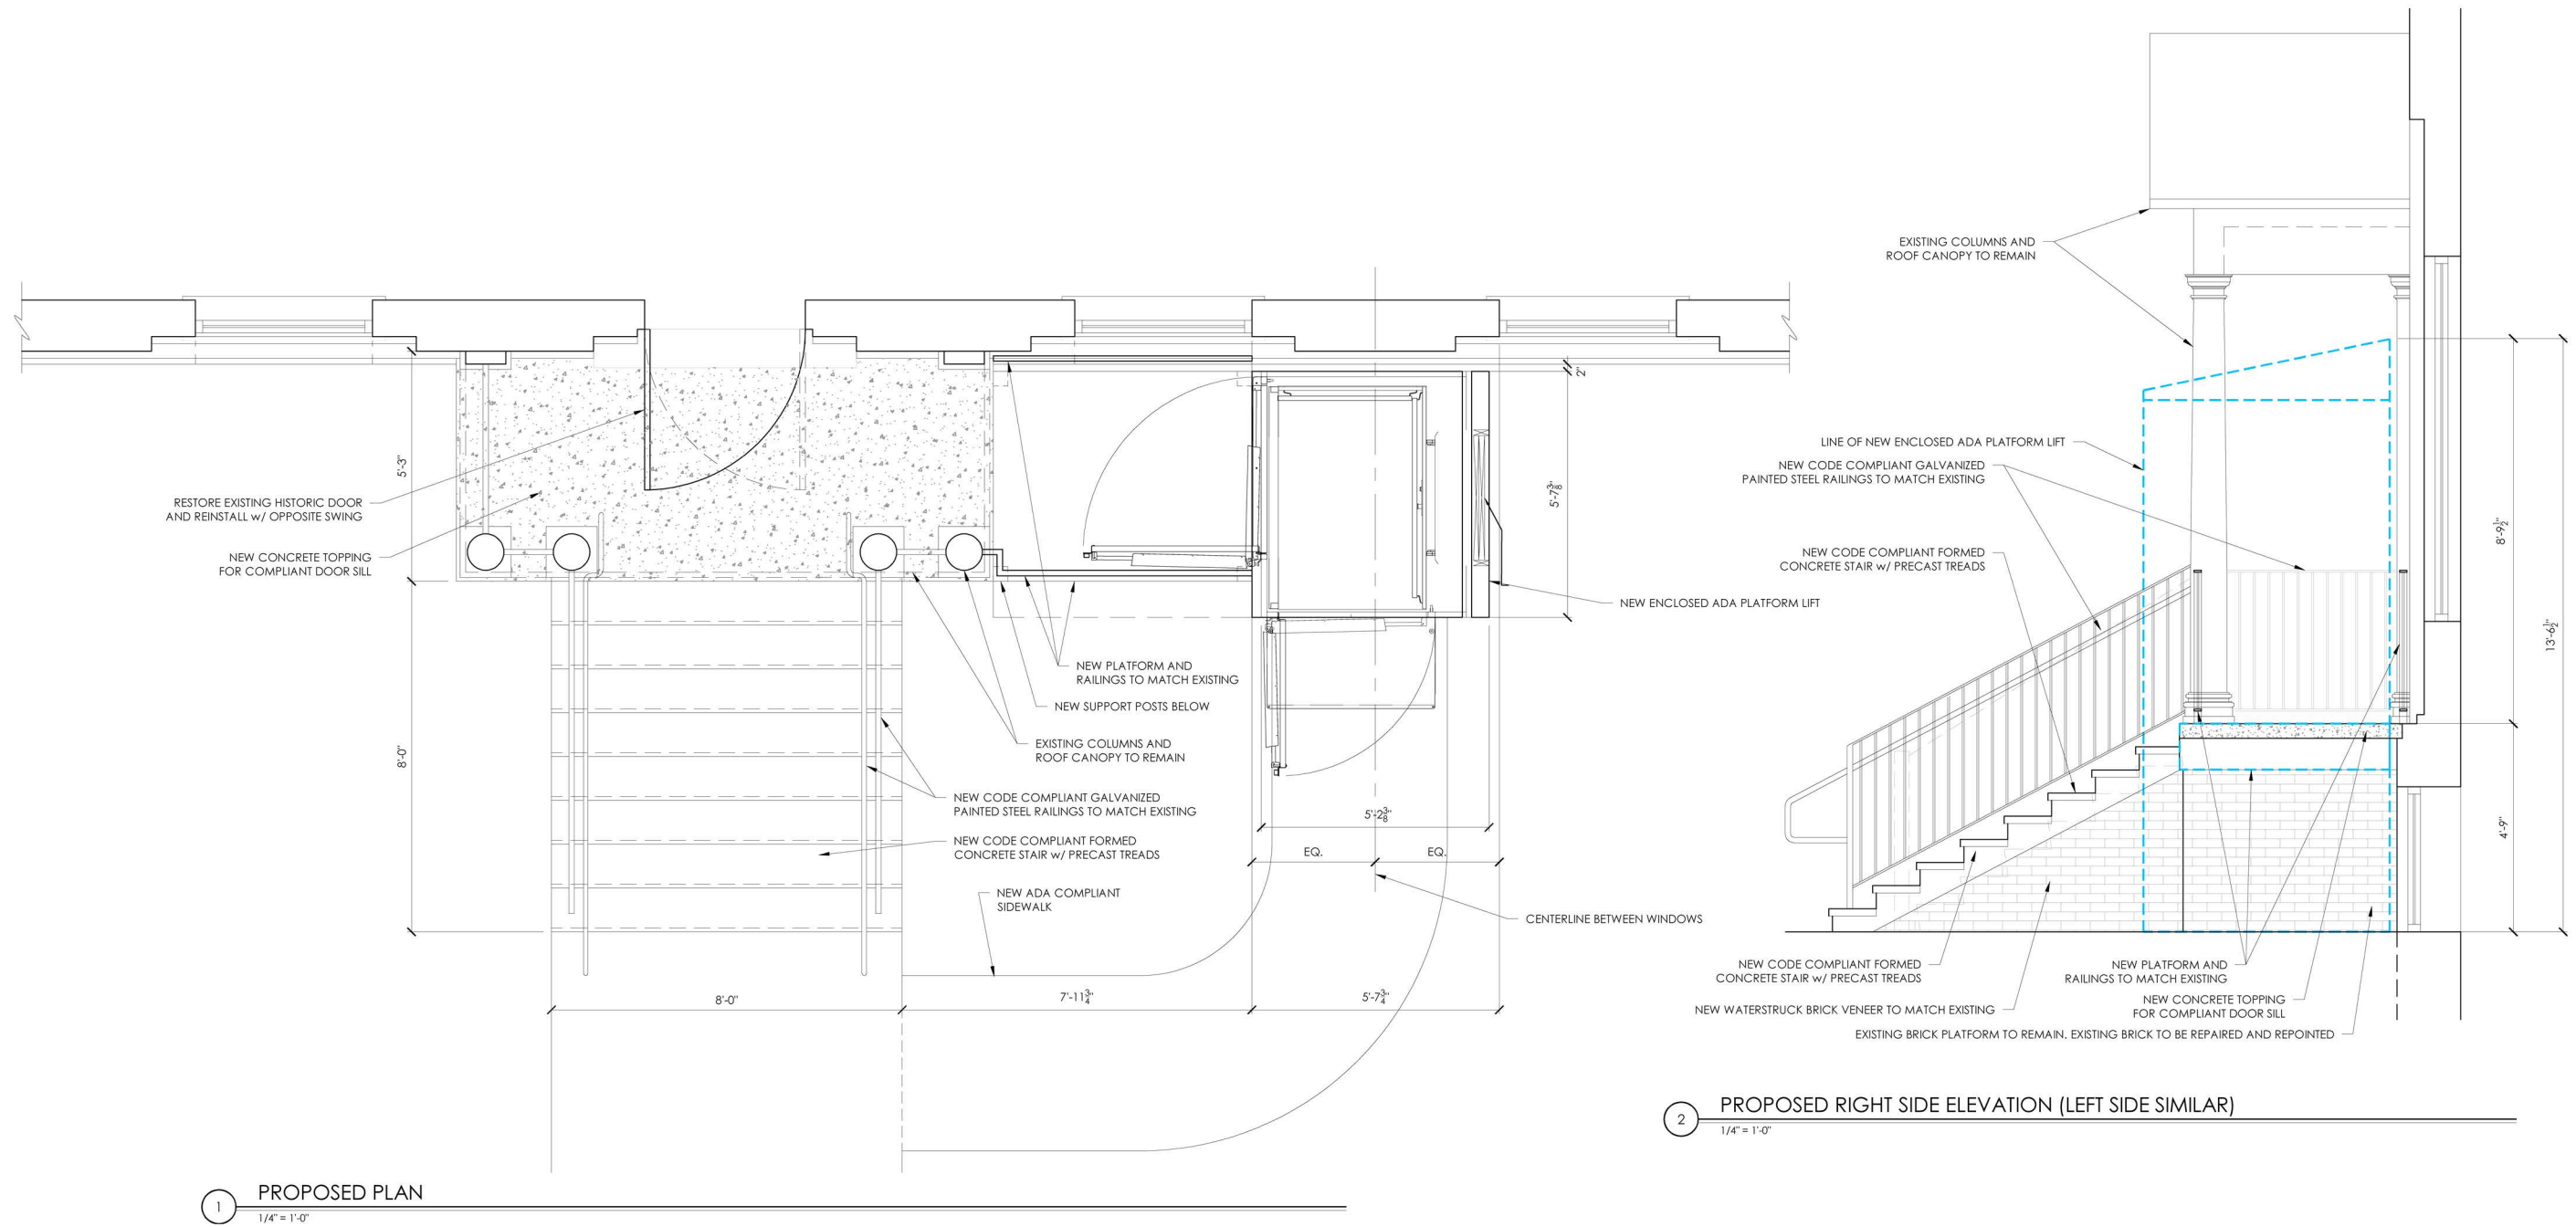 RESTORE EXISTING HISTORIC DOOR
AND REINSTALL w/ OPPOSITE SWING
NEW CONCRETE TOPPING
FOR COMPLIANT DOOR SILL
5'-3"
8'-0"
2"
5'-7 3/8"
NEW ENCLOSED ADA PLATFORM LIFT
NEW PLATFORM AND
RAILINGS TO MATCH EXISTING
NEW SUPPORT POSTS BELOW
EXISTING COLUMNS AND
ROOF CANOPY TO REMAIN
NEW CODE COMPLIANT GALVANIZED
PAINTED STEEL RAILINGS TO MATCH EXISTING
NEW CODE COMPLIANT FORMED
CONCRETE STAIR w/ PRECAST TREADS
NEW ADA COMPLIANT
SIDEWALK
5'-2 3/8"
EQ.
EQ.
CENTERLINE BETWEEN WINDOWS
8'-0"
7'-11 3/4"
5'-7 3/4"
1
PROPOSED PLAN
1/4" = 1'-0"
EXISTING COLUMNS AND
ROOF CANOPY TO REMAIN
LINE OF NEW ENCLOSED ADA PLATFORM LIFT
NEW CODE COMPLIANT GALVANIZED
PAINTED STEEL RAILINGS TO MATCH EXISTING
NEW CODE COMPLIANT FORMED
CONCRETE STAIR w/ PRECAST TREADS
8'-9 1/2"
13'-6 1/2"
4'-9"
NEW CODE COMPLIANT FORMED
CONCRETE STAIR w/ PRECAST TREADS
NEW PLATFORM AND
RAILINGS TO MATCH EXISTING
NEW WATERSTRUCK BRICK VENEER TO MATCH EXISTING
NEW CONCRETE TOPPING
FOR COMPLIANT DOOR SILL
EXISTING BRICK PLATFORM TO REMAIN. EXISTING BRICK TO BE REPAIRED AND REPOINTED
2
PROPOSED RIGHT SIDE ELEVATION (LEFT SIDE SIMILAR)
1/4" = 1'-0"